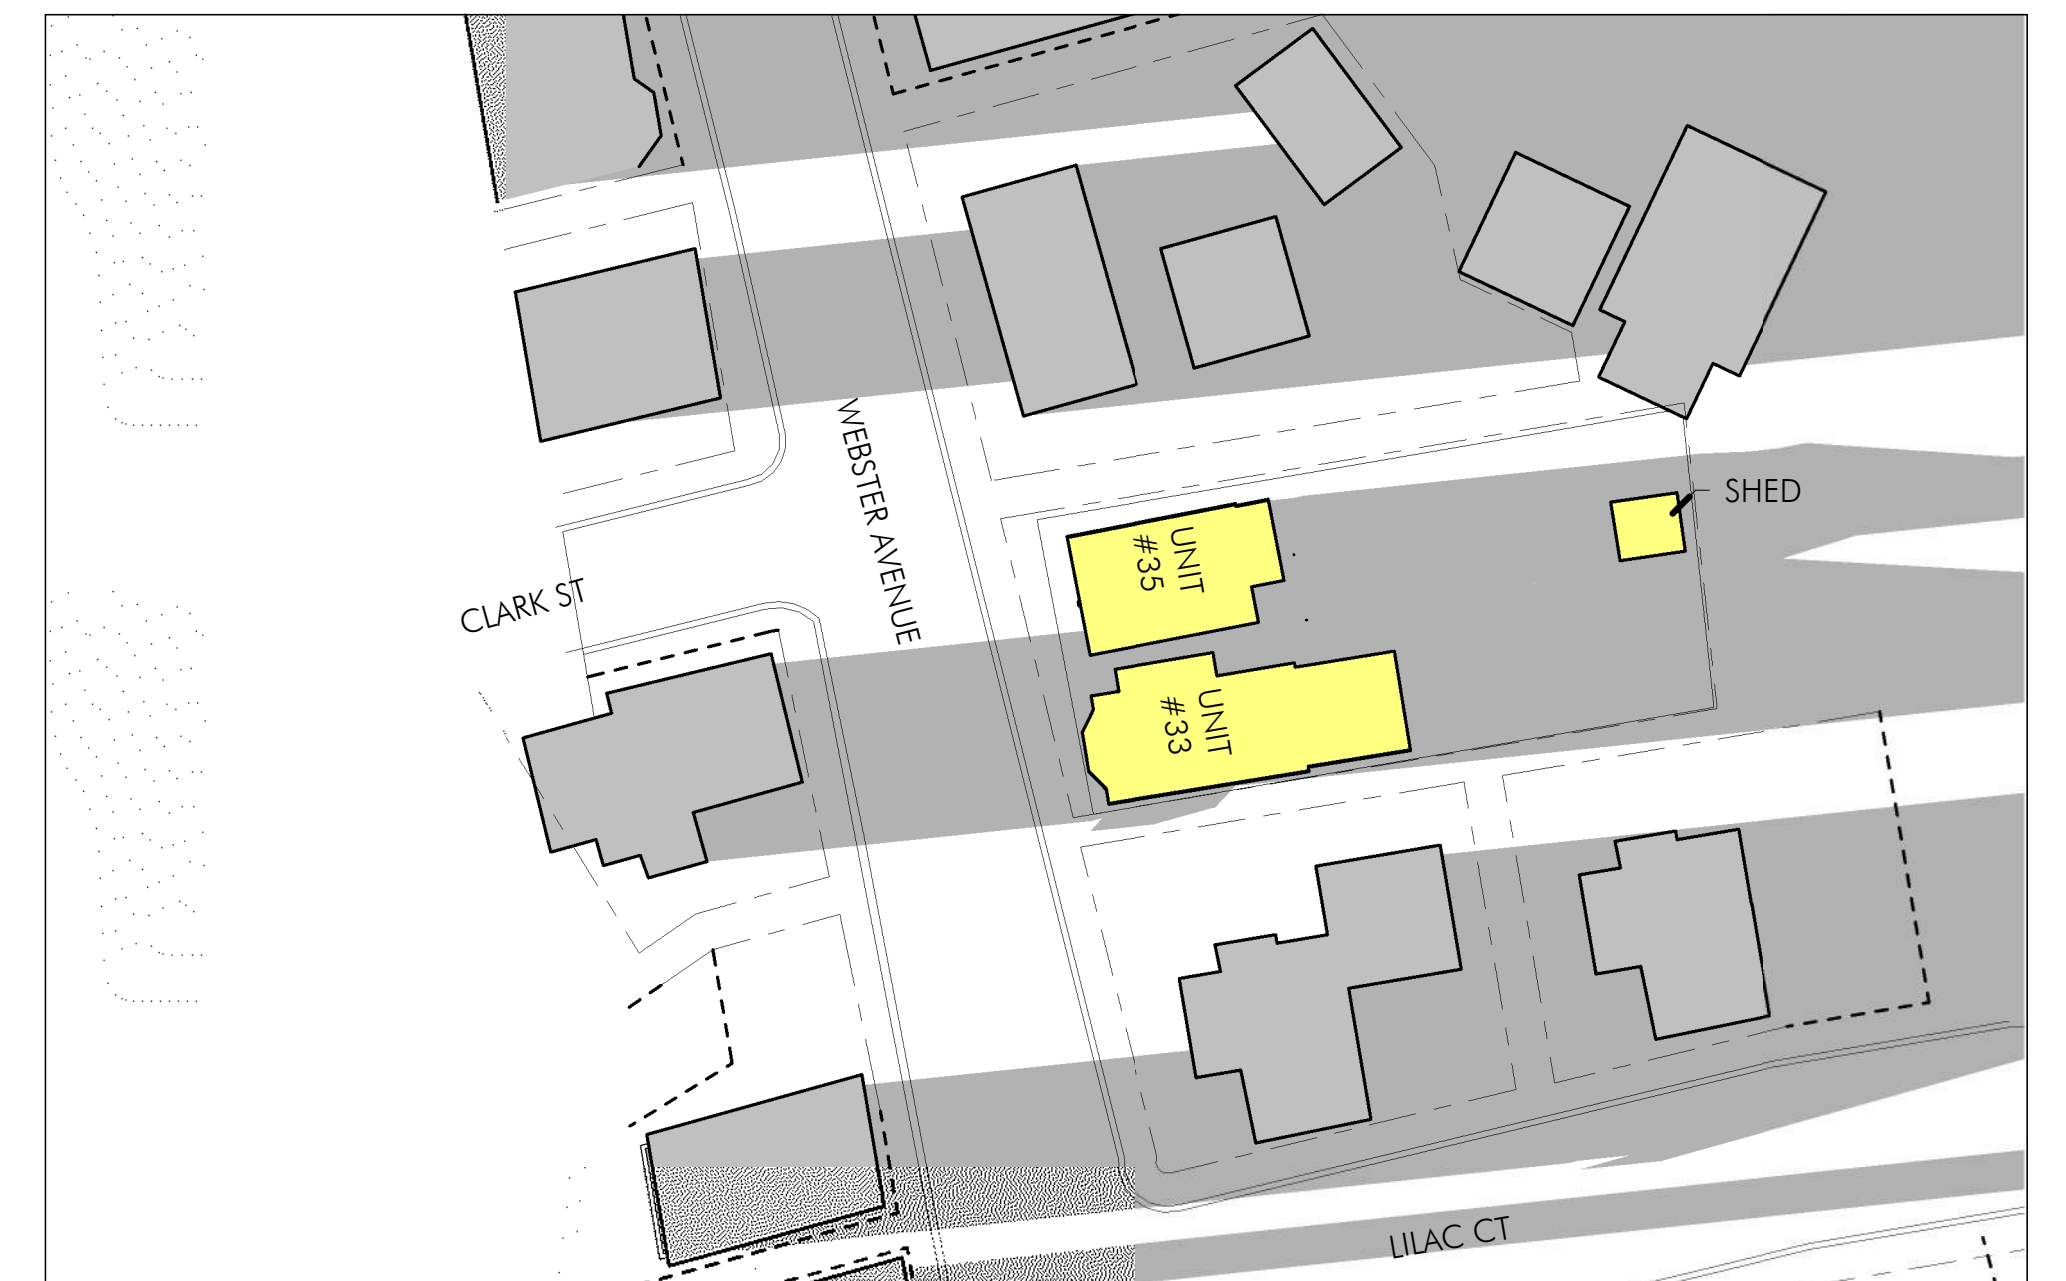 WEBSTER AVENUE
SHED
UNIT
#35
CLARK ST
UNIT
#33
LILAC CT